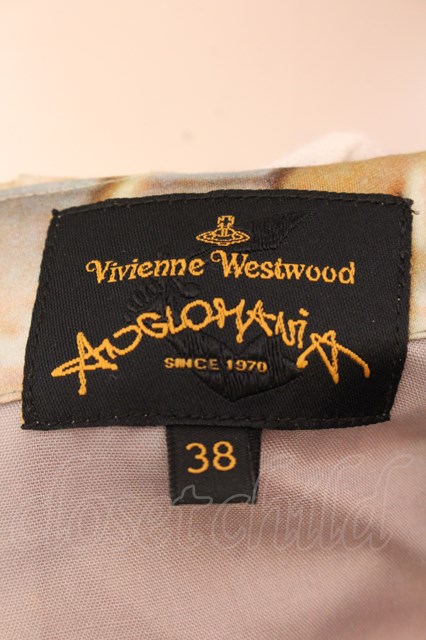 Vivienne Westwood
ANGLOMANIA
SINCE 1970
38
closet child